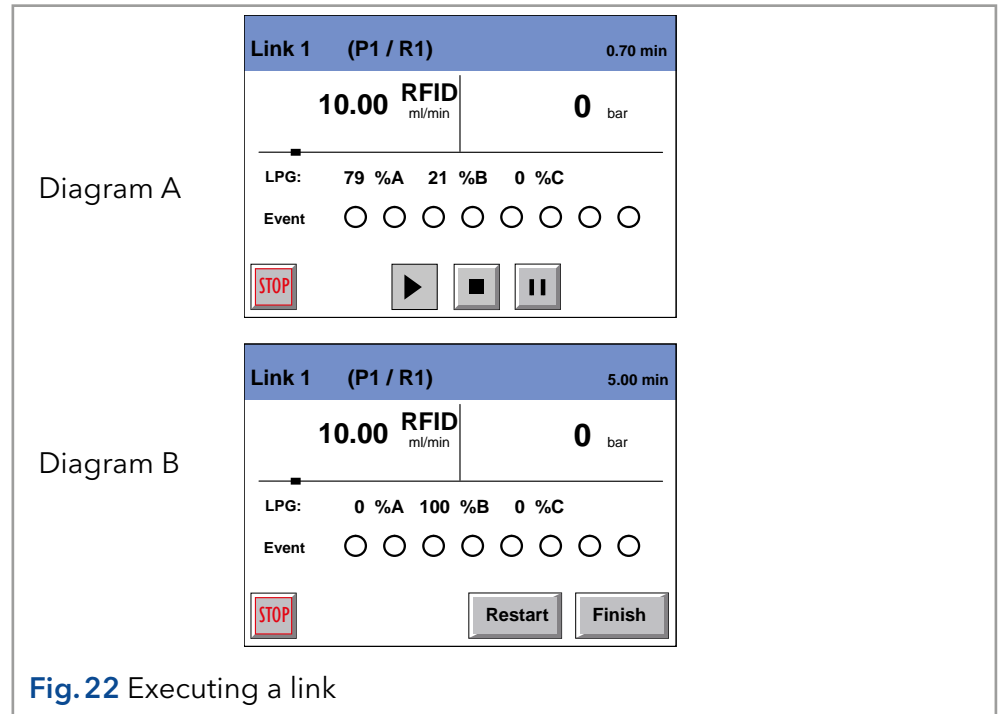 Link 1 (P1 / R1) 0.70 min
10.00 RFID ml/min 0 bar
Diagram A
LPG: 79 %A 21 %B 0 %C
Event
STOP
Link 1 (P1 / R1) 5.00 min
10.00 RFID ml/min 0 bar
Diagram B
LPG: 0 %A 100 %B 0 %C
Event
STOP Restart Finish
Fig. 22 Executing a link